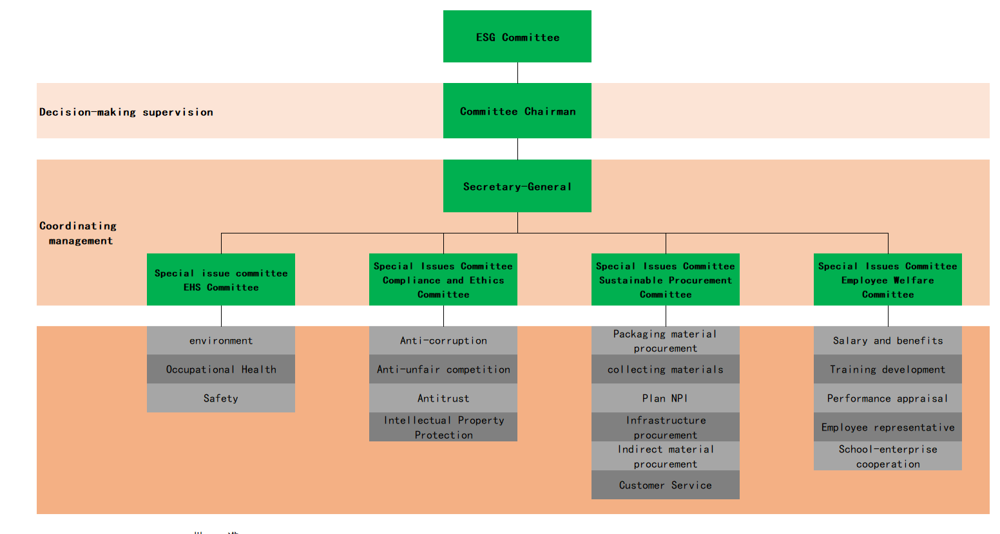 ESG Committee
Decision-making supervision
Committee Chairman
Secretary-General
Coordinating
management
Special issue committee
EHS Committee
Special Issues Committee
Compliance and Ethics
Committee
Special Issues Committee
Sustainable Procurement
Committee
Special Issues Committee
Employee Welfare
Committee
environment
Occupational Health
Safety
Anti-corruption
Anti-unfair competition
Antitrust
Intellectual Property
Protection
Packaging material
procurement
collecting materials
Plan NPI
Infrastructure
procurement
Indirect material
procurement
Customer Service
Salary and benefits
Training development
Performance appraisal
Employee representative
School-enterprise
cooperation